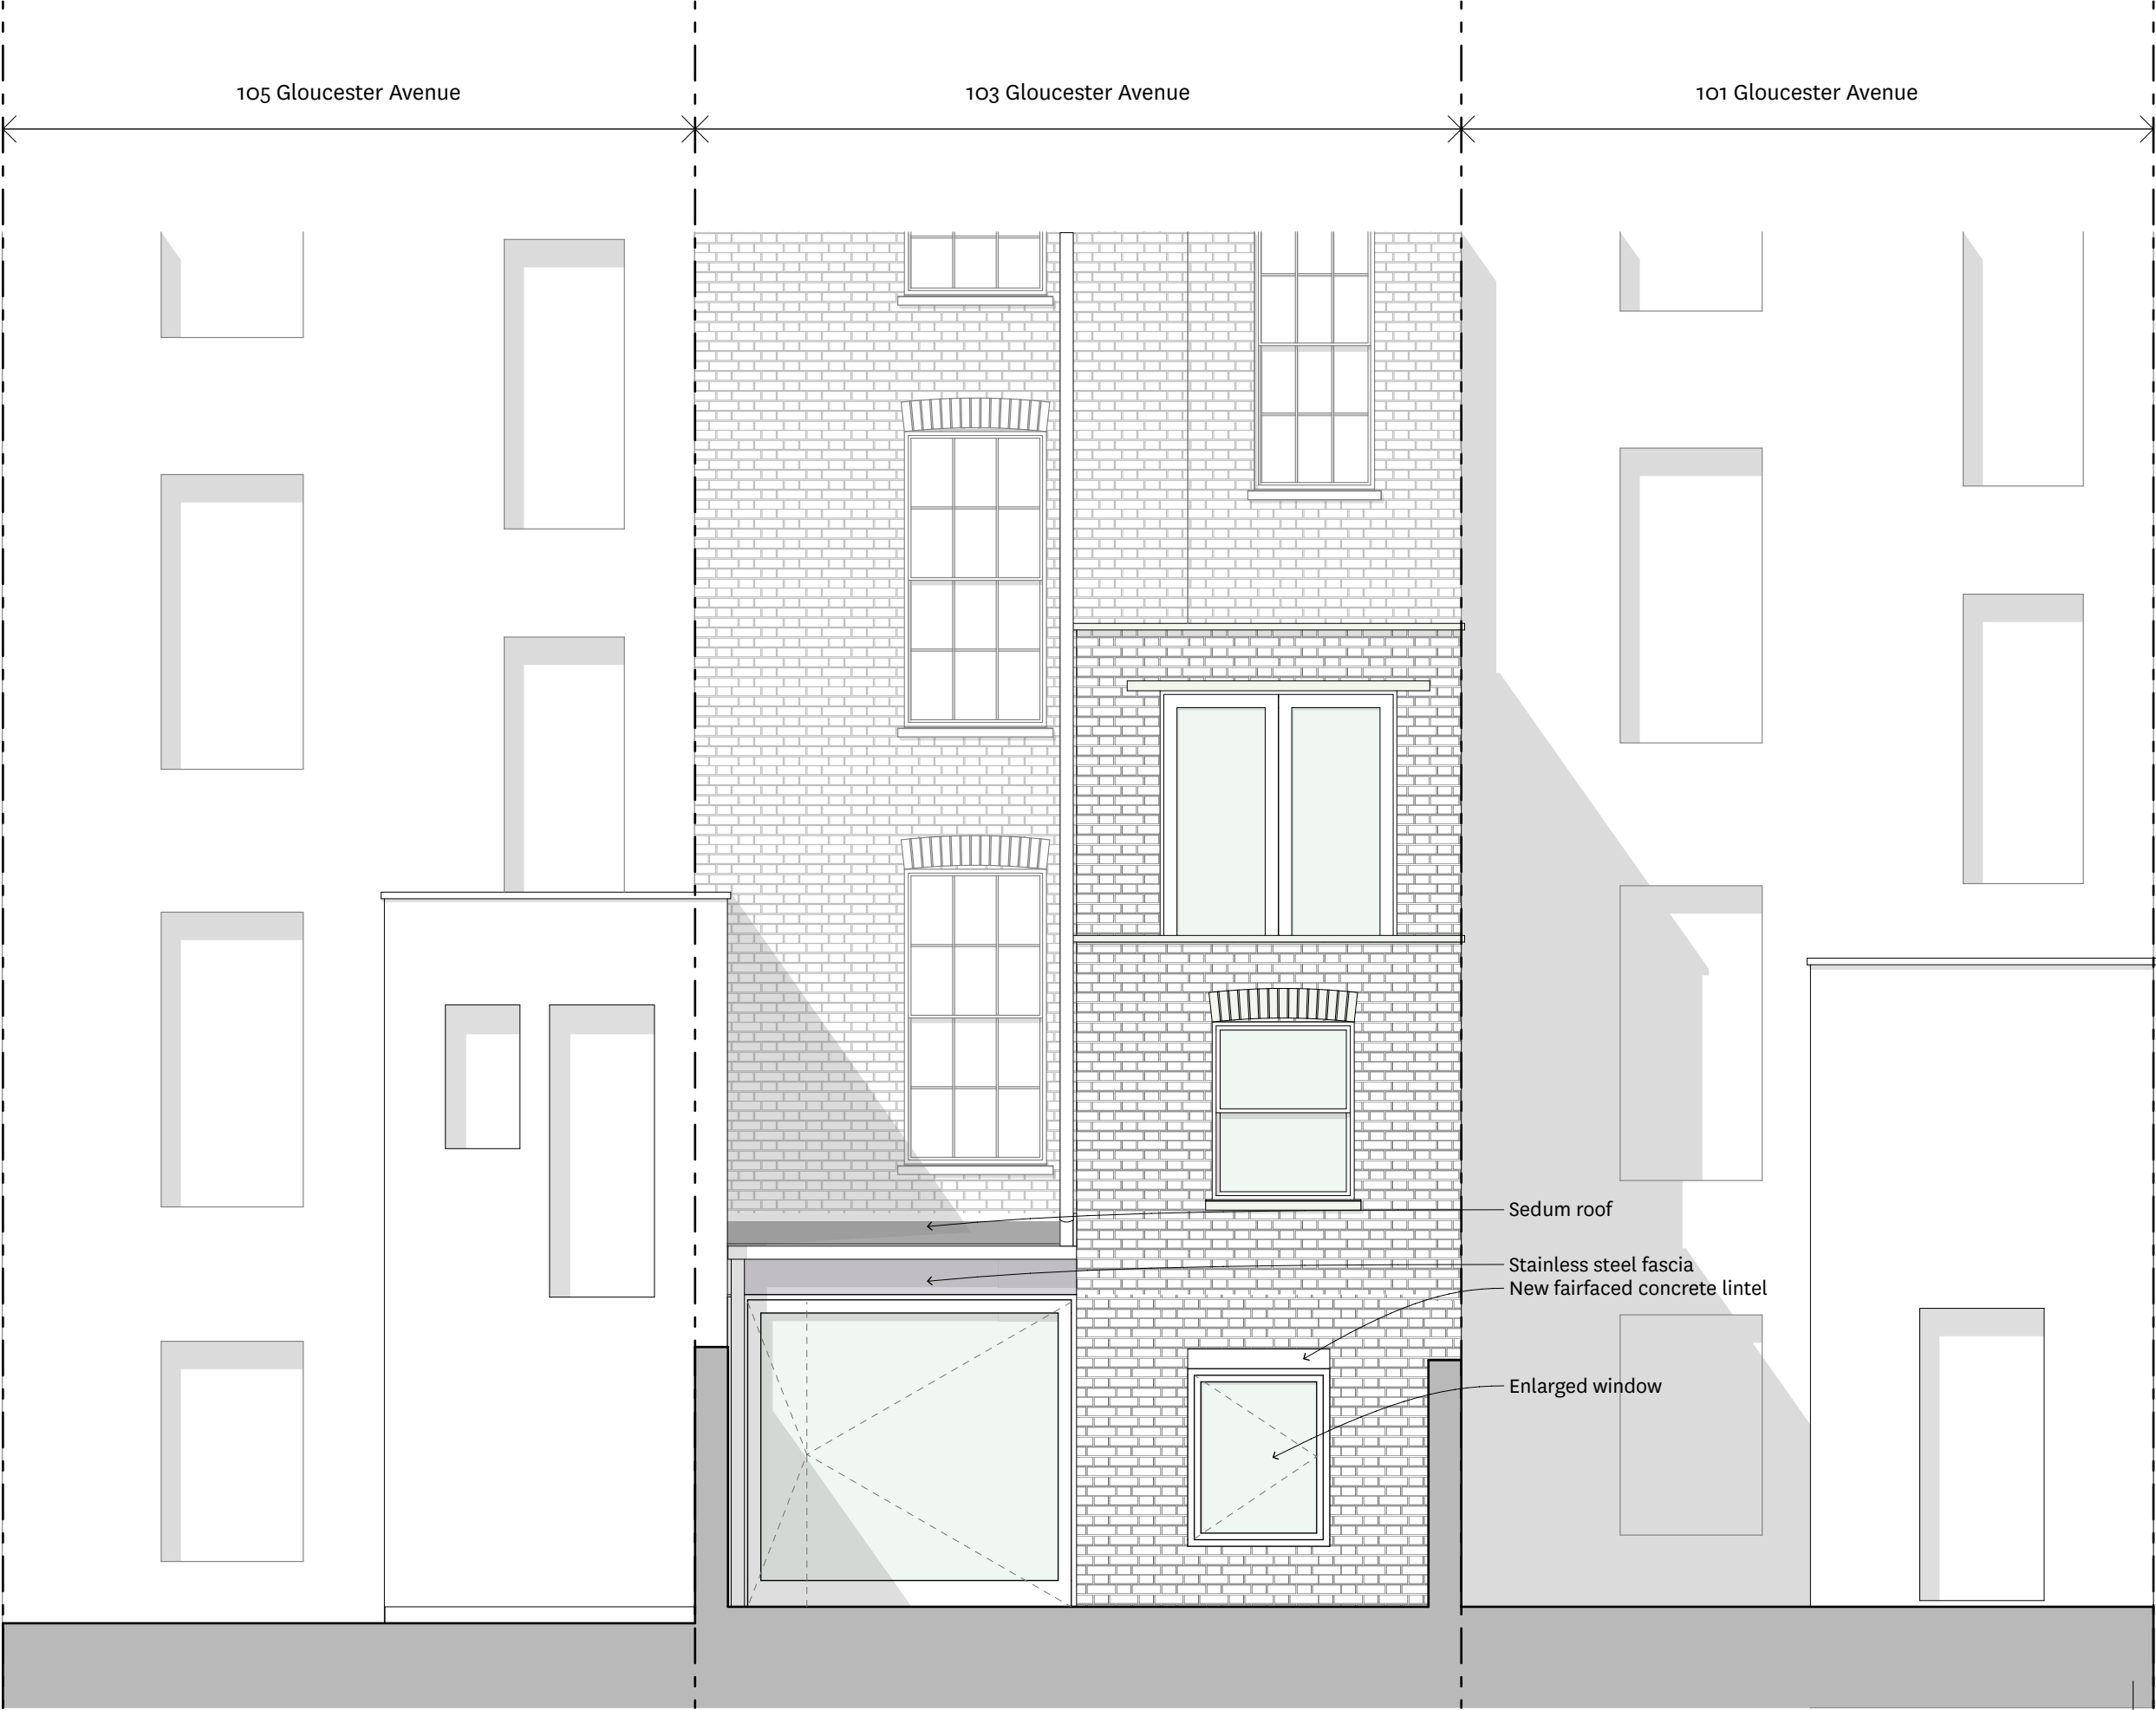 105 Gloucester Avenue
103 Gloucester Avenue
101 Gloucester Avenue
Sedum roof
Stainless steel fascia
New fairfaced concrete lintel
Enlarged window